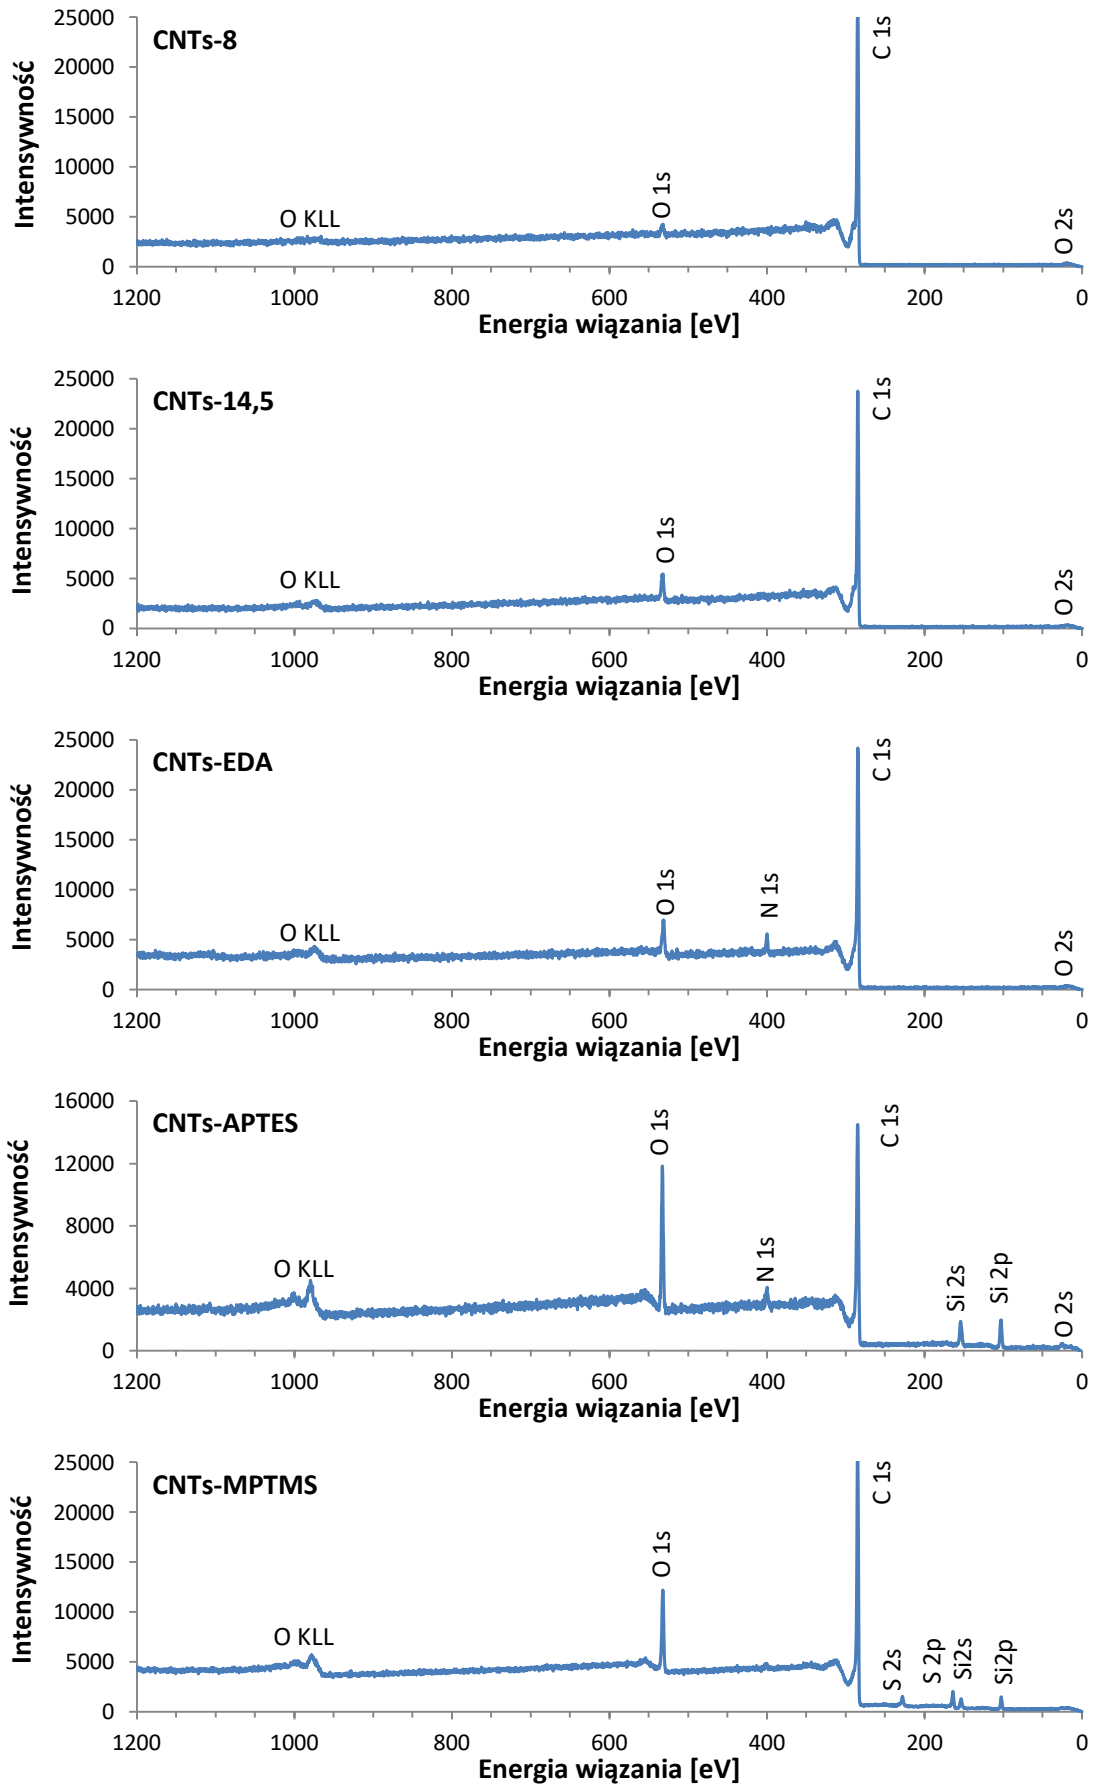 CNTs-8
Intensywność
25000
20000
15000
10000
5000
0
O KLL
O 1s
C 1s
O 2s
1200 1000 800 600 400 200 0
Energia wiązania [eV]
CNTs-14,5
Intensywność
25000
20000
15000
10000
5000
0
O KLL
O 1s
C 1s
O 2s
1200 1000 800 600 400 200 0
Energia wiązania [eV]
CNTs-EDA
Intensywność
25000
20000
15000
10000
5000
0
O KLL
O 1s
N 1s
C 1s
O 2s
1200 1000 800 600 400 200 0
Energia wiązania [eV]
CNTs-APTES
Intensywność
16000
12000
8000
4000
0
O KLL
O 1s
N 1s
C 1s
Si 2s
Si 2p
O 2s
1200 1000 800 600 400 200 0
Energia wiązania [eV]
CNTs-MPTMS
Intensywność
25000
20000
15000
10000
5000
0
O KLL
O 1s
C 1s
S 2s
S 2p
Si2s
Si2p
1200 1000 800 600 400 200 0
Energia wiązania [eV]